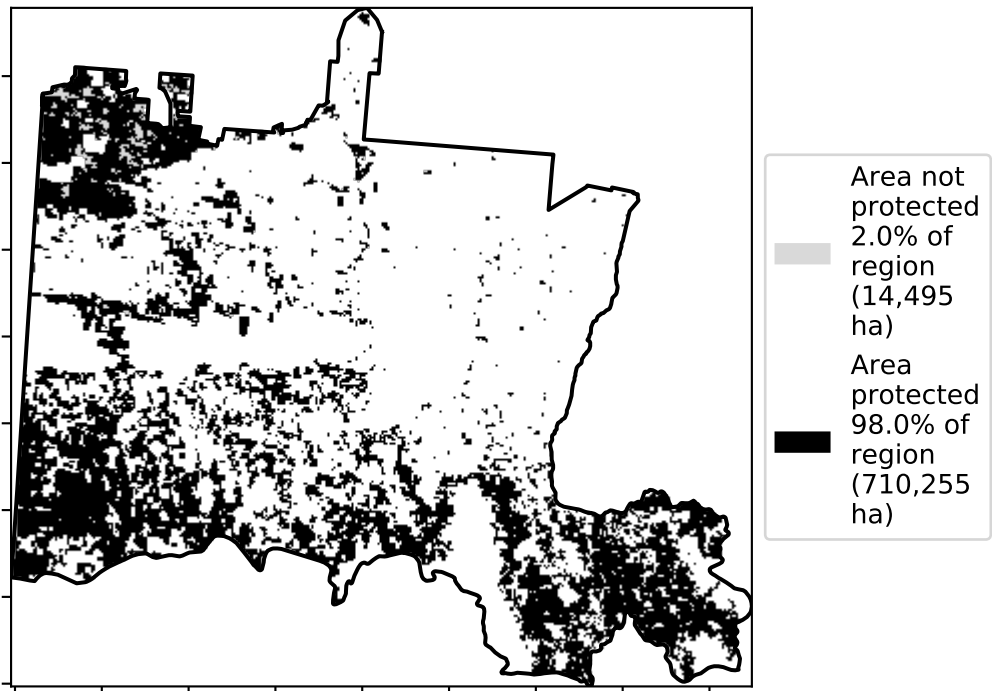 Area not
protected
2.0% of
region
(14,495
ha)
Area
protected
98.0% of
region
(710,255
ha)